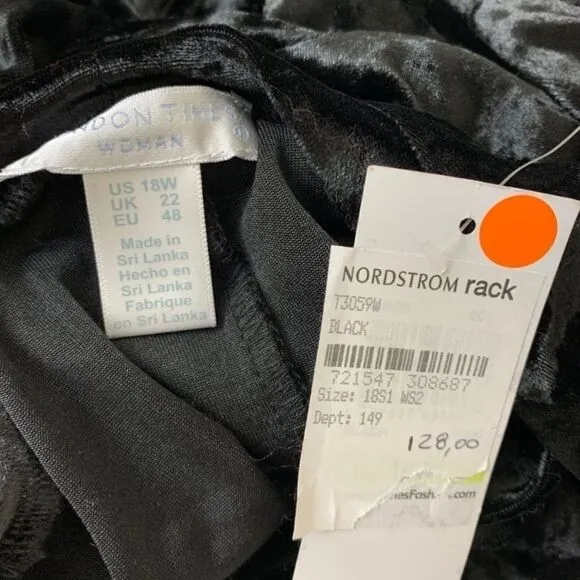 WOMAN
US 18W
UK 22
EU 48
Made in
Sri Lanka
Hecho en
Sri Lanka
Fabrique
en Sri Lanka
NORDSTROM rack
T3059W
BLACK
721547 308687
Size: 18S1 WS2
Dept: 149
128,00